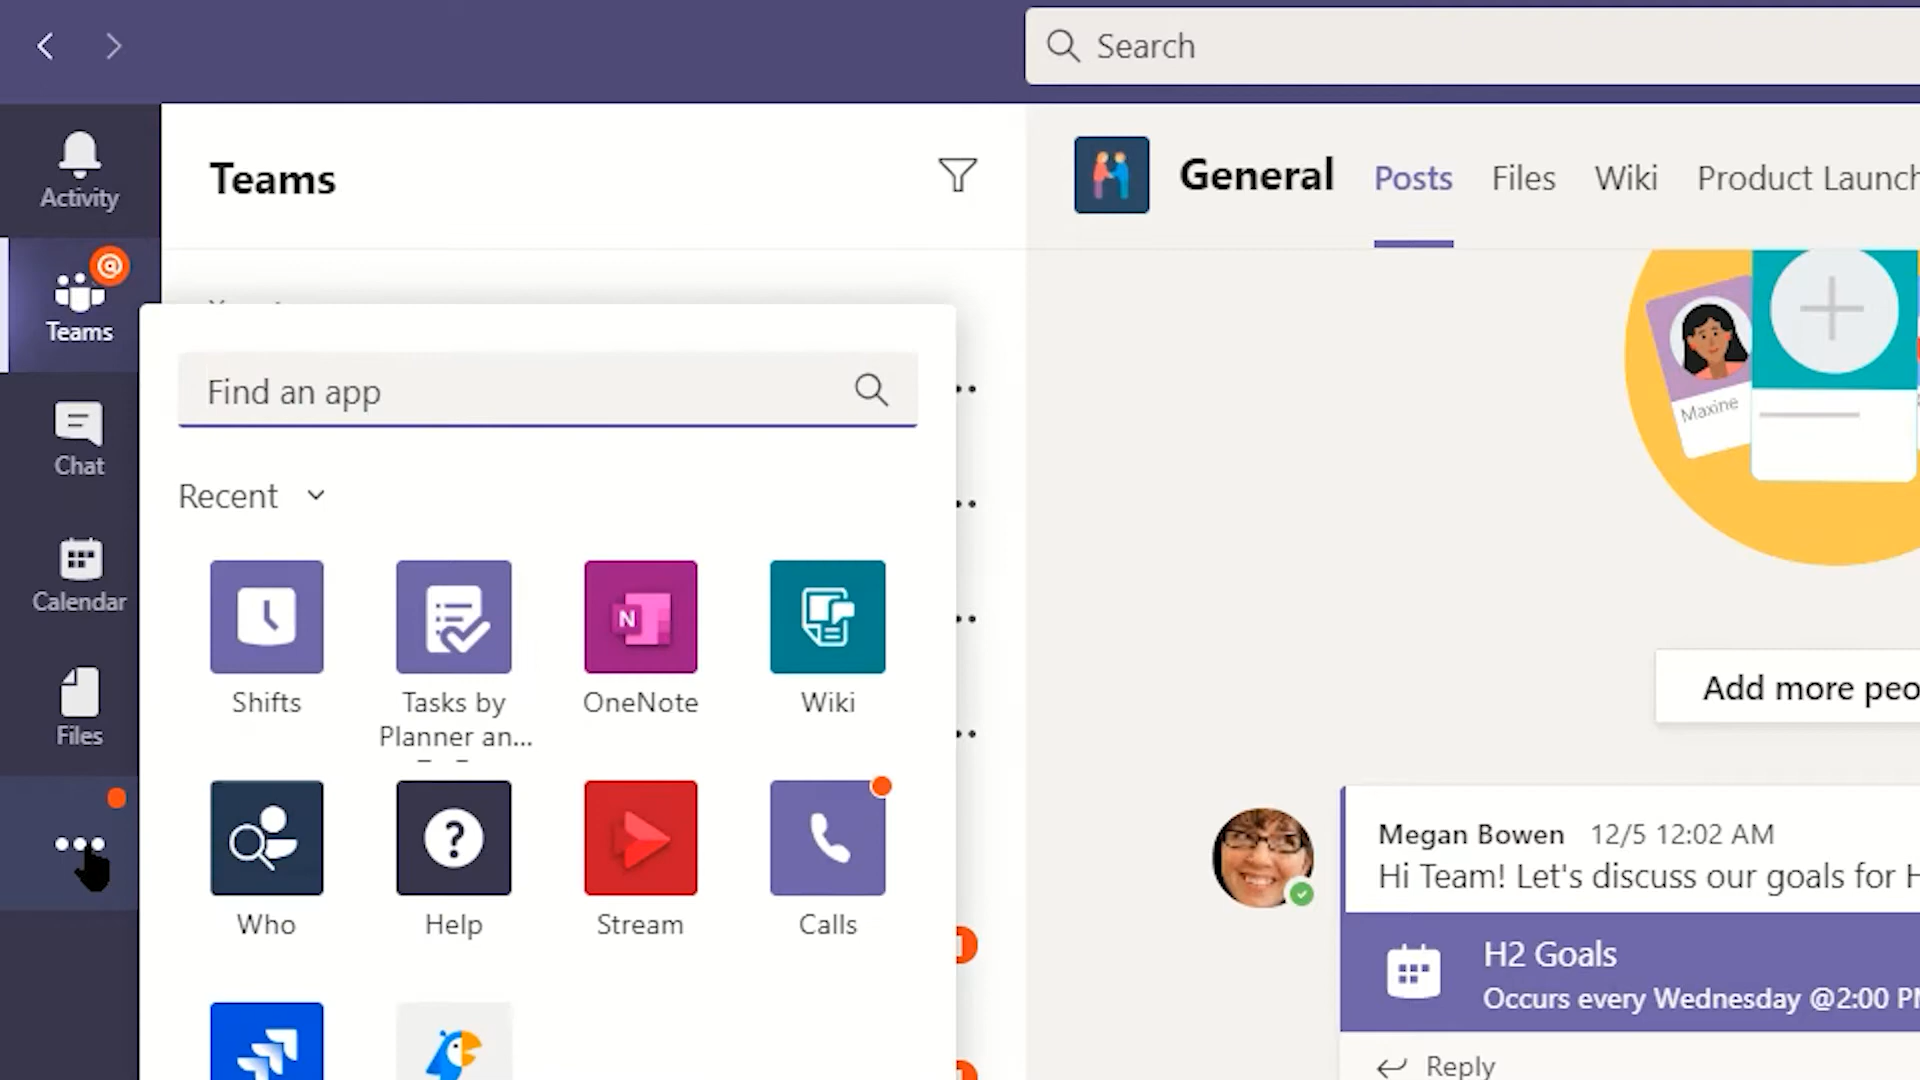 Search
Activity
Teams
Chat
Calendar
Files
Teams
Find an app
Recent
Shifts
Tasks by
Planner an...
OneNote
Wiki
Who
Help
Stream
Calls
General
Posts
Files
Wiki
Product Launch
Maxine
Add more peo
Megan Bowen 12/5 12:02 AM
Hi Team! Let's discuss our goals for H
H2 Goals
Occurs every Wednesday @2:00 PM
Reply